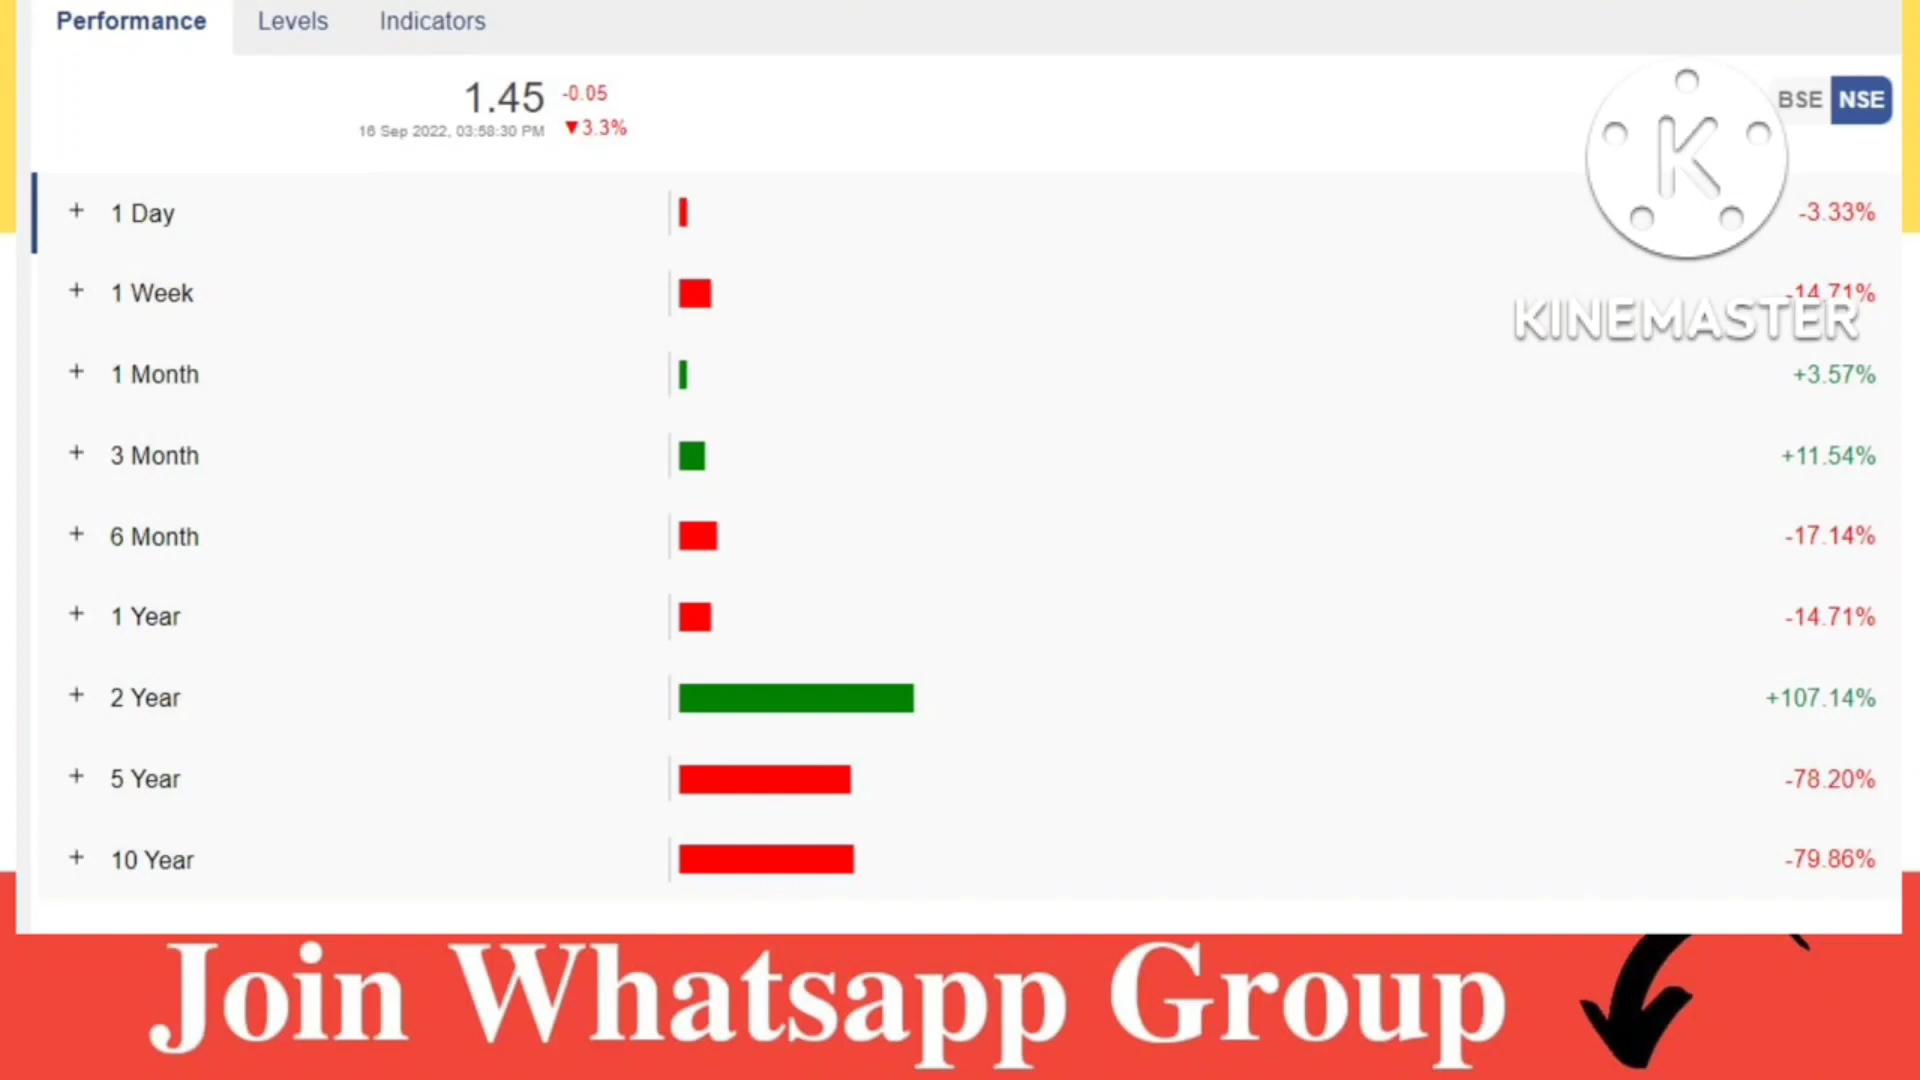 Performance Levels Indicators
1.45 -0.05
16 Sep 2022, 03:58:30 PM ▼3.3%
BSE NSE
K
KINEMASTER
+ 1 Day -3.33%
+ 1 Week -14.71%
+ 1 Month +3.57%
+ 3 Month +11.54%
+ 6 Month -17.14%
+ 1 Year -14.71%
+ 2 Year +107.14%
+ 5 Year -78.20%
+ 10 Year -79.86%
Join Whatsapp Group